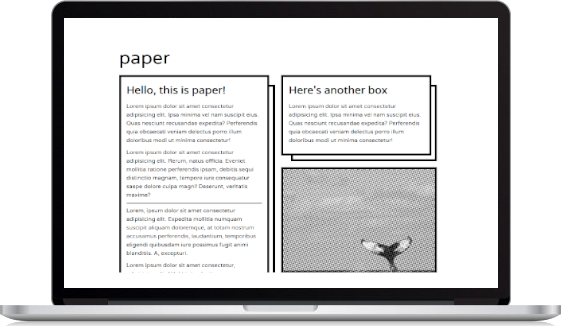 paper
Hello, this is paper!
Lorem ipsum dolor sit amet consectetur
adipisicing elit. Ipsa minima vel nam suscipit eius.
Quas nesciunt recusandae expedita? Perferendis
quia obcaecati veniam delectus porro illum
doloribus modi ut minima consectetur!
Lorem ipsum dolor sit amet consectetur
adipisicing elit. Rerum, natus officia. Eveniet
mollitia ratione perferendis ipsam, debitis sequi
distinctio magnam, tempore iure consequatur
saepe dolore culpa magni? Deserunt, veritatis
maxime?
Lorem, ipsum dolor sit amet consectetur
adipisicing elit. Expedita mollitia numquam
suscipit aliquam doloremque, at totam nostrum
accusamus perferendis, laudantium, temporibus
eligendi quibusdam iure possimus fugit animi
blanditiis. A, excepturi.
Lorem ipsum dolor sit amet consectetur,
Here's another box
Lorem ipsum dolor sit amet consectetur
adipisicing elit. Ipsa minima vel nam suscipit eius.
Quas nesciunt recusandae expedita? Perferendis
quia obcaecati veniam delectus porro illum
doloribus modi ut minima consectetur!